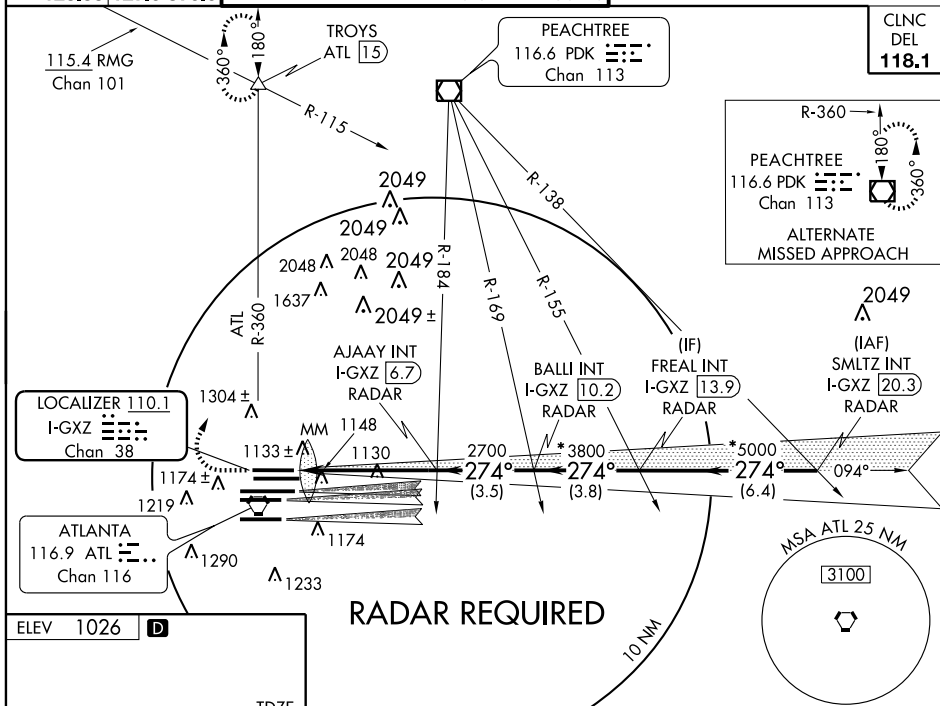 115.4 RMG
Chan 101
360°
180°
TROYS
ATL 15
R-115
PEACHTREE
116.6 PDK
Chan 113
CLNC
DEL
118.1
R-360
180°
360°
PEACHTREE
116.6 PDK
Chan 113
ALTERNATE
MISSED APPROACH
R-138
R-184
R-169
R-155
2049
2049
2048
2048
2049
1637
2049 ±
2049
ATL
R-360
AJAAY INT
I-GXZ 6.7
RADAR
BALLI INT
I-GXZ 10.2
RADAR
(IF)
FREAL INT
I-GXZ 13.9
RADAR
(IAF)
SMLTZ INT
I-GXZ 20.3
RADAR
LOCALIZER 110.1
I-GXZ
Chan 38
1304 ±
MM
1148
1133 ±
1130
1174 ±
1219
2700
274°
(3.5)
*3800
274°
(3.8)
*5000
274°
(6.4)
094°
ATLANTA
116.9 ATL
Chan 116
1174
1290
1233
RADAR REQUIRED
10 NM
MSA ATL 25 NM
3100
ELEV 1026 D